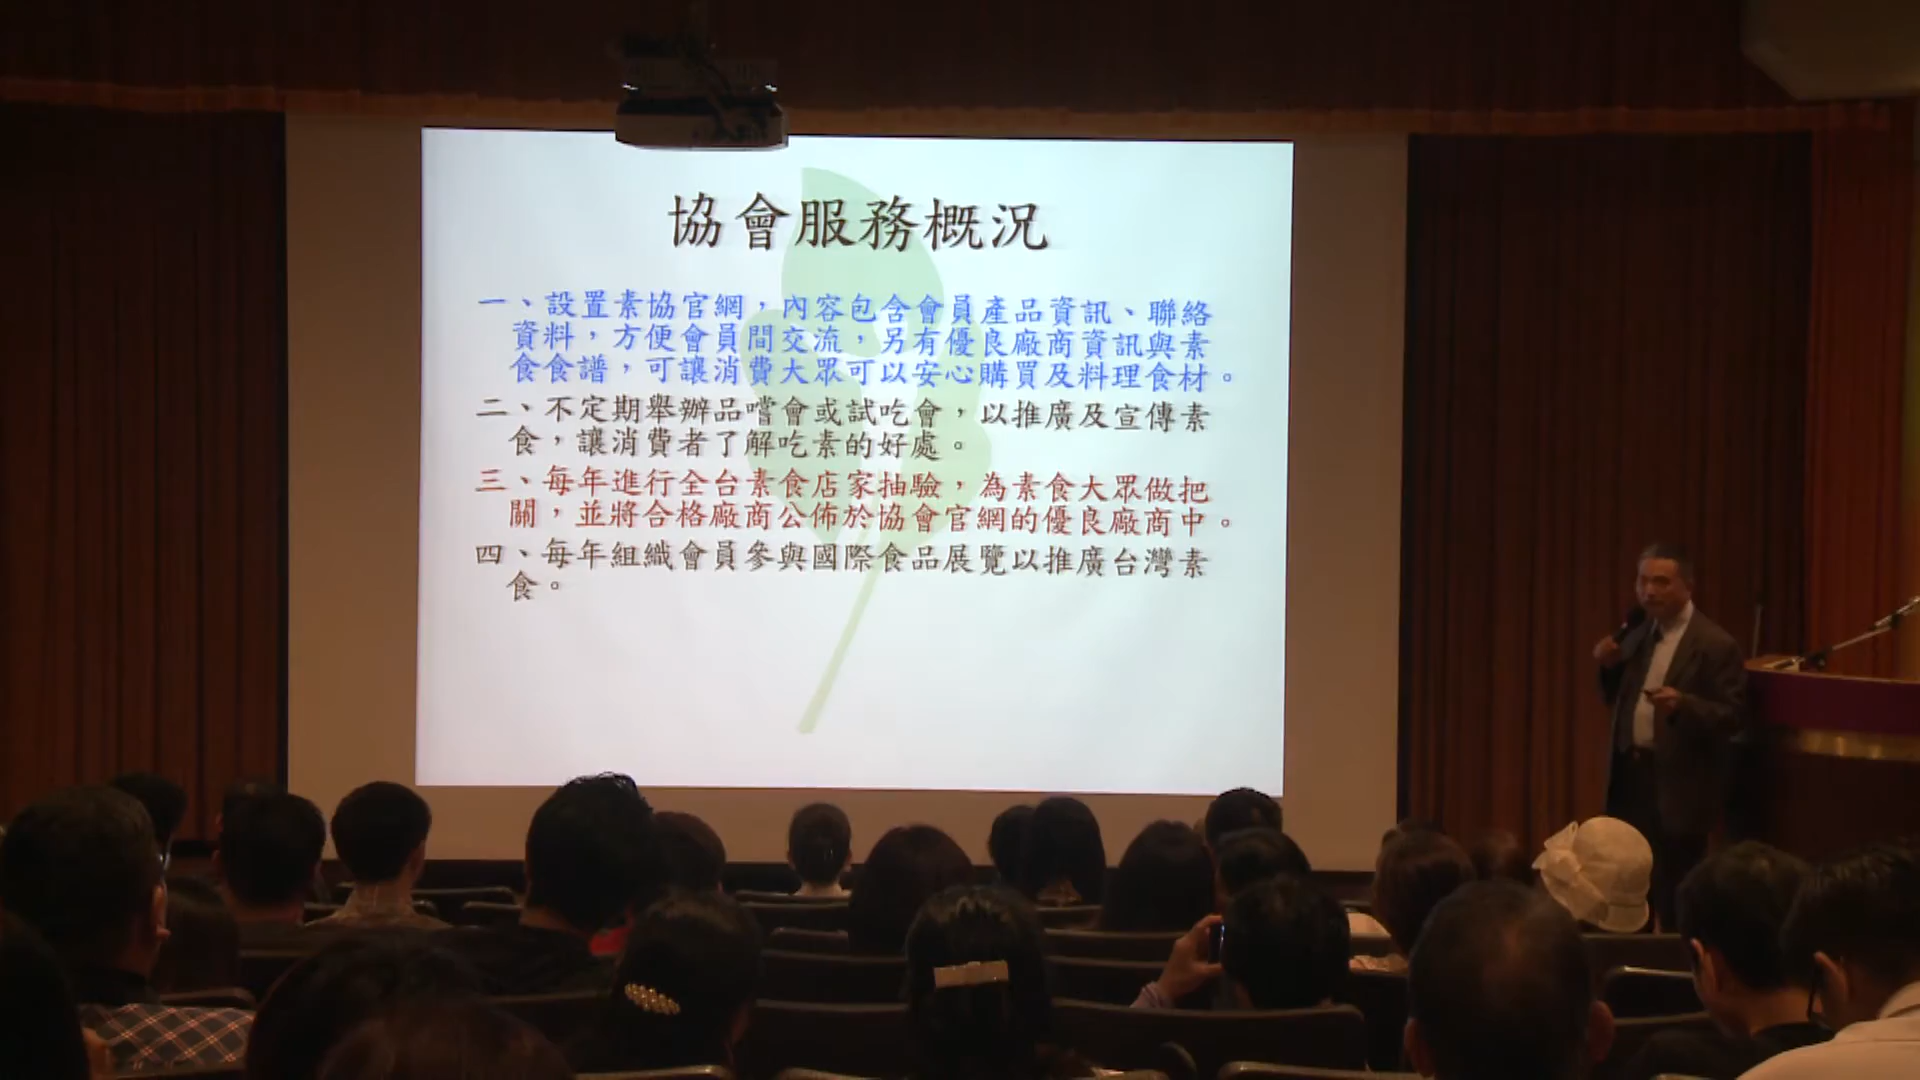 協會服務概況
一、設置素協官網，內容包含會員產品資訊、聯絡
資料，方便會員間交流，另有優良廠商資訊與素
食食譜，可讓消費大眾可以安心購買及料理食材。
二、不定期舉辦品嚐會或試吃會，以推廣及宣傳素
食，讓消費者了解吃素的好處。
三、每年進行全台素食店家抽驗，為素食大眾做把
關，並將合格廠商公佈於協會官網的優良廠商中。
四、每年組織會員參與國際食品展覽以推廣台灣素
食。